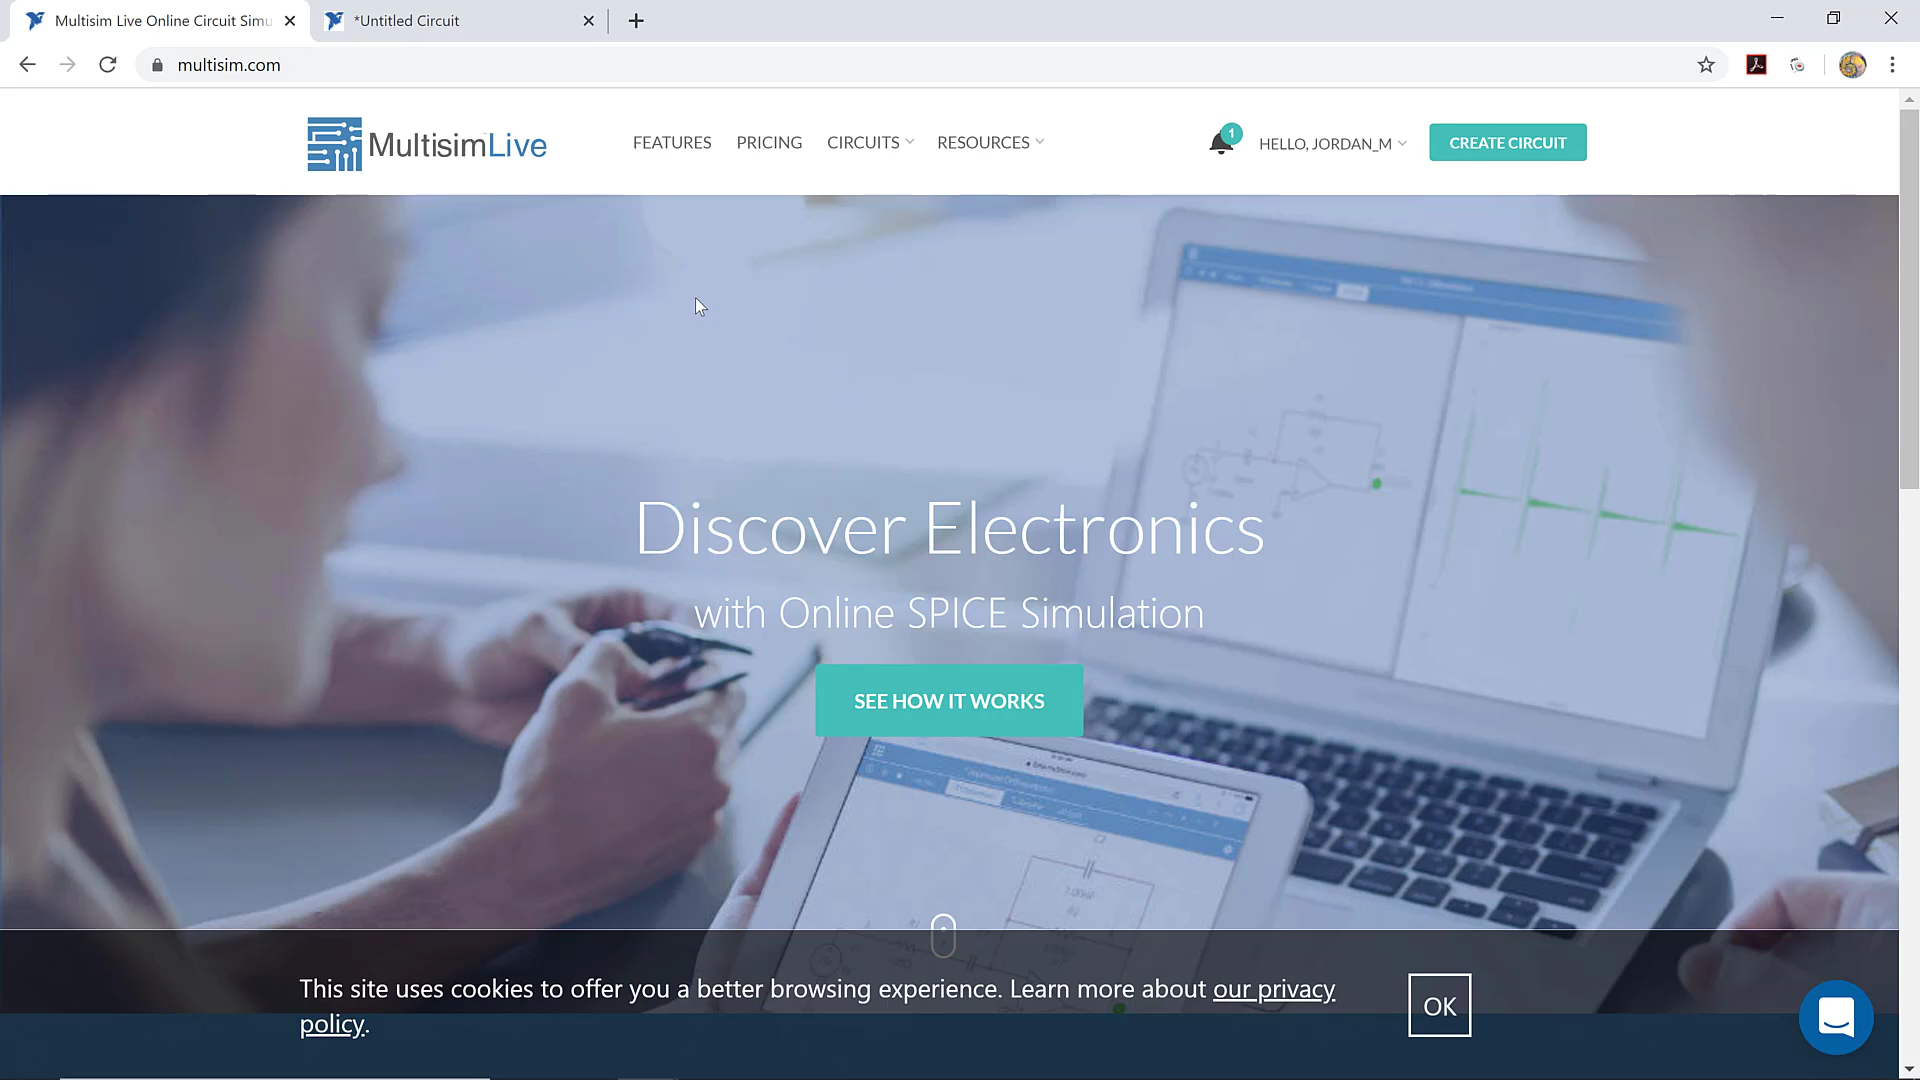 Multisim Live Online Circuit Simu
*Untitled Circuit
multisim.com
MultisimLive
FEATURES
PRICING
CIRCUITS
RESOURCES
1
HELLO, JORDAN_M
CREATE CIRCUIT
Discover Electronics
with Online SPICE Simulation
SEE HOW IT WORKS
This site uses cookies to offer you a better browsing experience. Learn more about our privacy
policy.
OK